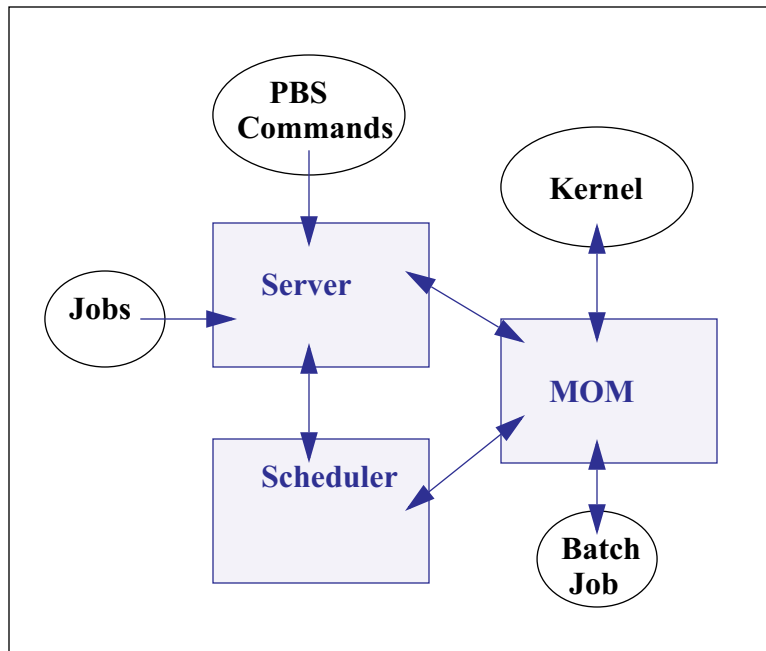 PBS
Commands
Kernel
Server
Jobs
MOM
Scheduler
Batch
Job